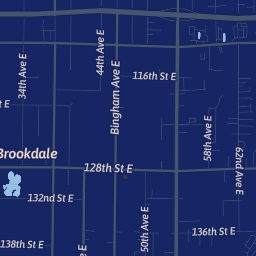 44th Ave E
34th Ave E
Bingham Ave E
116th St E
t E
58th Ave E
62nd Ave E
Brookdale
128th St E
132nd St E
50th Ave E
136th St E
138th St E
e E